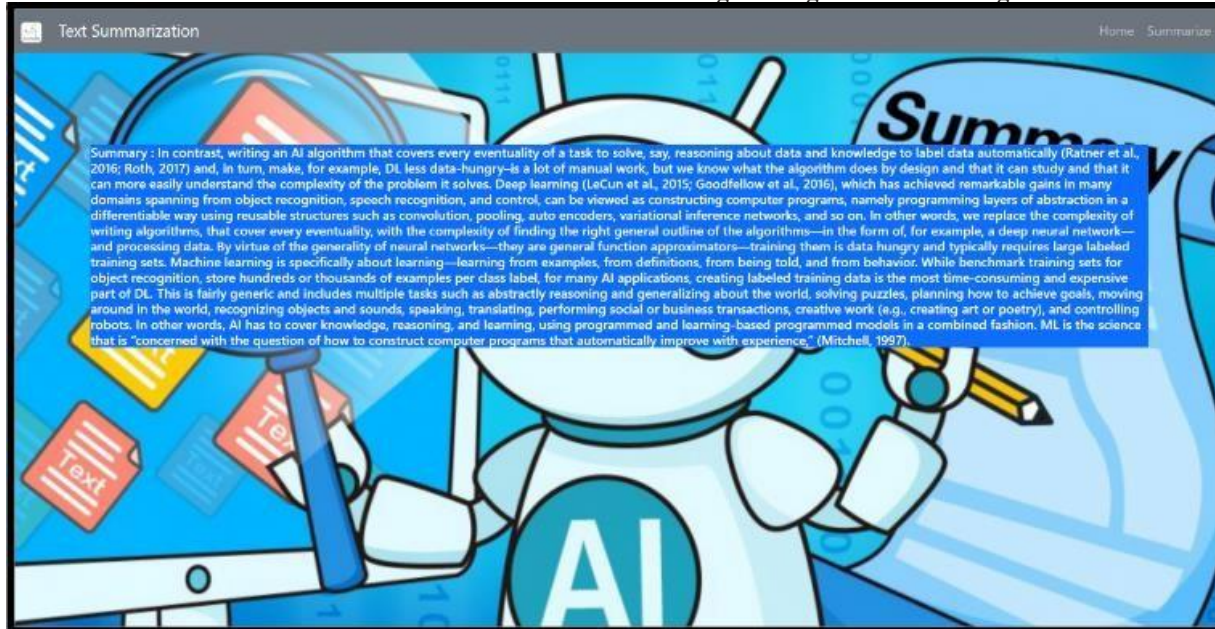 Text Summarization
Home Summarize
Summary
Summary : In contrast, writing an AI algorithm that covers every eventuality of a task to solve, say, reasoning about data and knowledge to label data automatically (Ratner et al.,
2016; Roth, 2017) and, in turn, make, for example, DL less data-hungry–is a lot of manual work, but we know what the algorithm does by design and that it can study and that it
can more easily understand the complexity of the problem it solves. Deep learning (LeCun et al., 2015; Goodfellow et al., 2016), which has achieved remarkable gains in many
domains spanning from object recognition, speech recognition, and control, can be viewed as constructing computer programs, namely programming layers of abstraction in a
differentiable way using reusable structures such as convolution, pooling, auto encoders, variational inference networks, and so on. In other words, we replace the complexity of
writing algorithms, that cover every eventuality, with the complexity of finding the right general outline of the algorithms—in the form of, for example, a deep neural network—
and processing data. By virtue of the generality of neural networks—they are general function approximators—training them is data hungry and typically requires large labeled
training sets. Machine learning is specifically about learning—learning from examples, from definitions, from being told, and from behavior. While benchmark training sets for
object recognition, store hundreds or thousands of examples per class label, for many AI applications, creating labeled training data is the most time-consuming and expensive
part of DL. This is fairly generic and includes multiple tasks such as abstractly reasoning and generalizing about the world, solving puzzles, planning how to achieve goals, moving
around in the world, recognizing objects and sounds, speaking, translating, performing social or business transactions, creative work (e.g., creating art or poetry), and controlling
robots. In other words, AI has to cover knowledge, reasoning, and learning, using programmed and learning-based programmed models in a combined fashion. ML is the science
that is “concerned with the question of how to construct computer programs that automatically improve with experience,” (Mitchell, 1997).
Text
Text
Text
AI